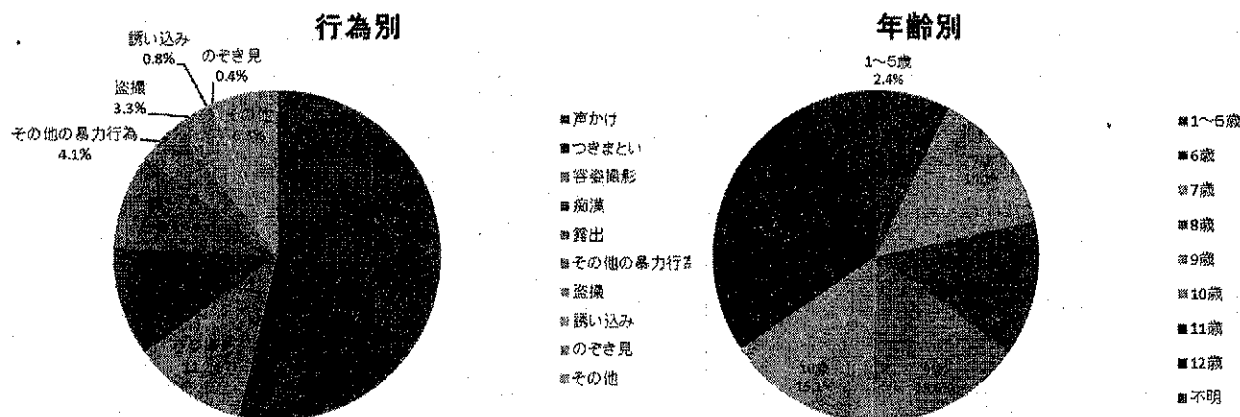 行為別
誘い込み
0.8%
のぞき見
0.4%
盗撮
3.3%
その他の暴力行為
4.1%
■声かけ
■つきまとい
■容姿撮影
■痴漢
■露出
■その他の暴力行為
■盗撮
■誘い込み
■のぞき見
■その他
年齢別
1～5歳
2.4%
10歳
■1～5歳
■6歳
■7歳
■8歳
■9歳
■10歳
■11歳
■12歳
■不明